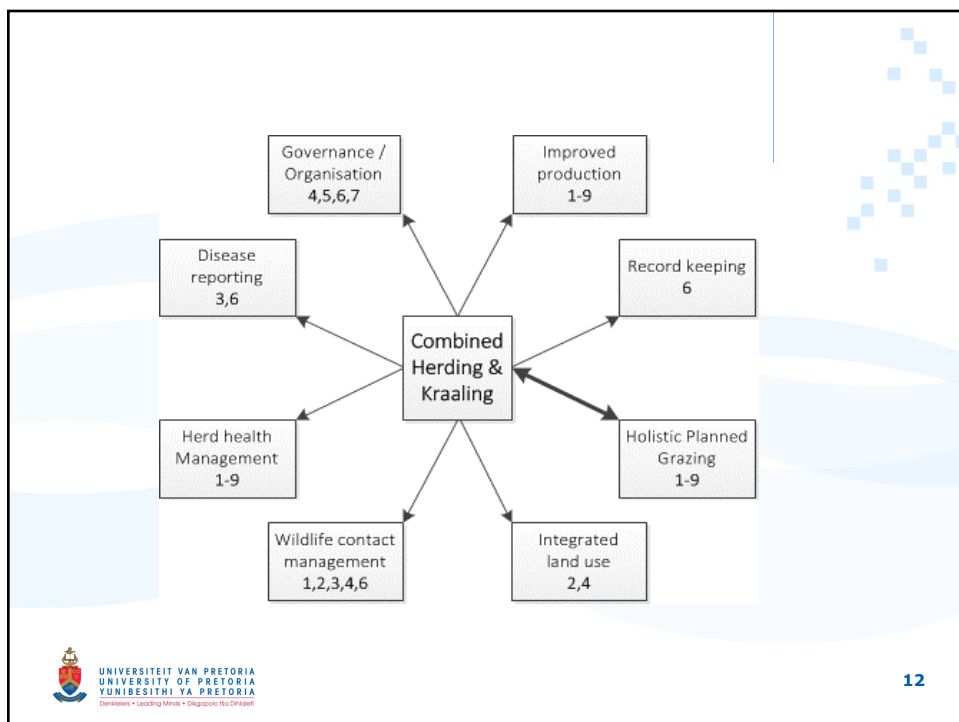 Governance /
Organisation
4,5,6,7
Improved
production
1-9
Disease
reporting
3,6
Record keeping
6
Combined
Herding &
Kraaling
Herd health
Management
1-9
Holistic Planned
Grazing
1-9
Wildlife contact
management
1,2,3,4,6
Integrated
land use
2,4
UNIVERSITEIT VAN PRETORIA
UNIVERSITY OF PRETORIA
YUNIBESITHI YA PRETORIA
Denkleiers • Leading Minds • Dikgopolo tša Dihlalefi
12